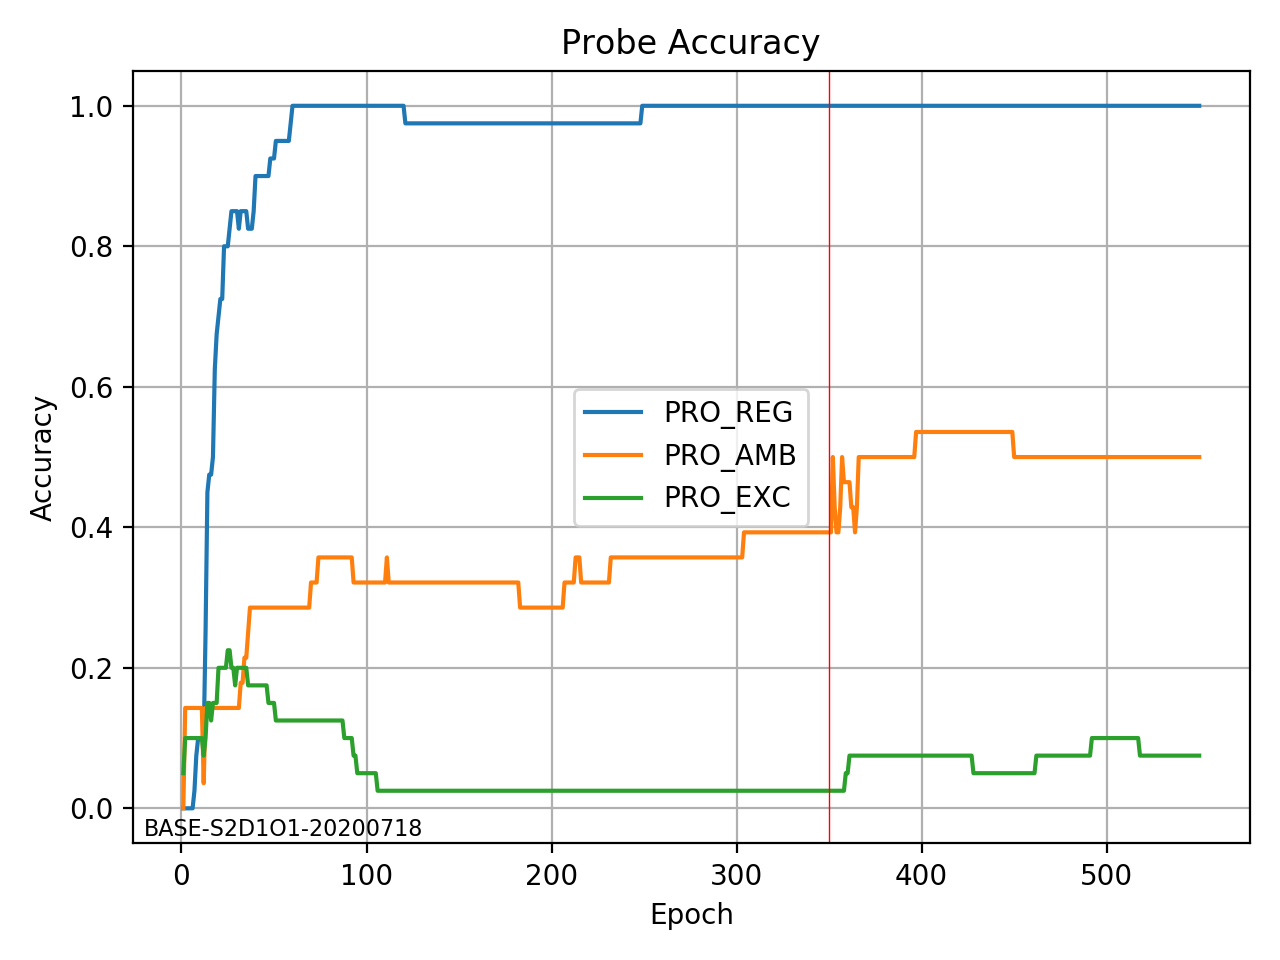 Probe Accuracy
1.0
0.8
0.6
0.4
0.2
0.0
Accuracy
PRO_REG
PRO_AMB
PRO_EXC
BASE-S2D1O1-20200718
0 100 200 300 400 500
Epoch